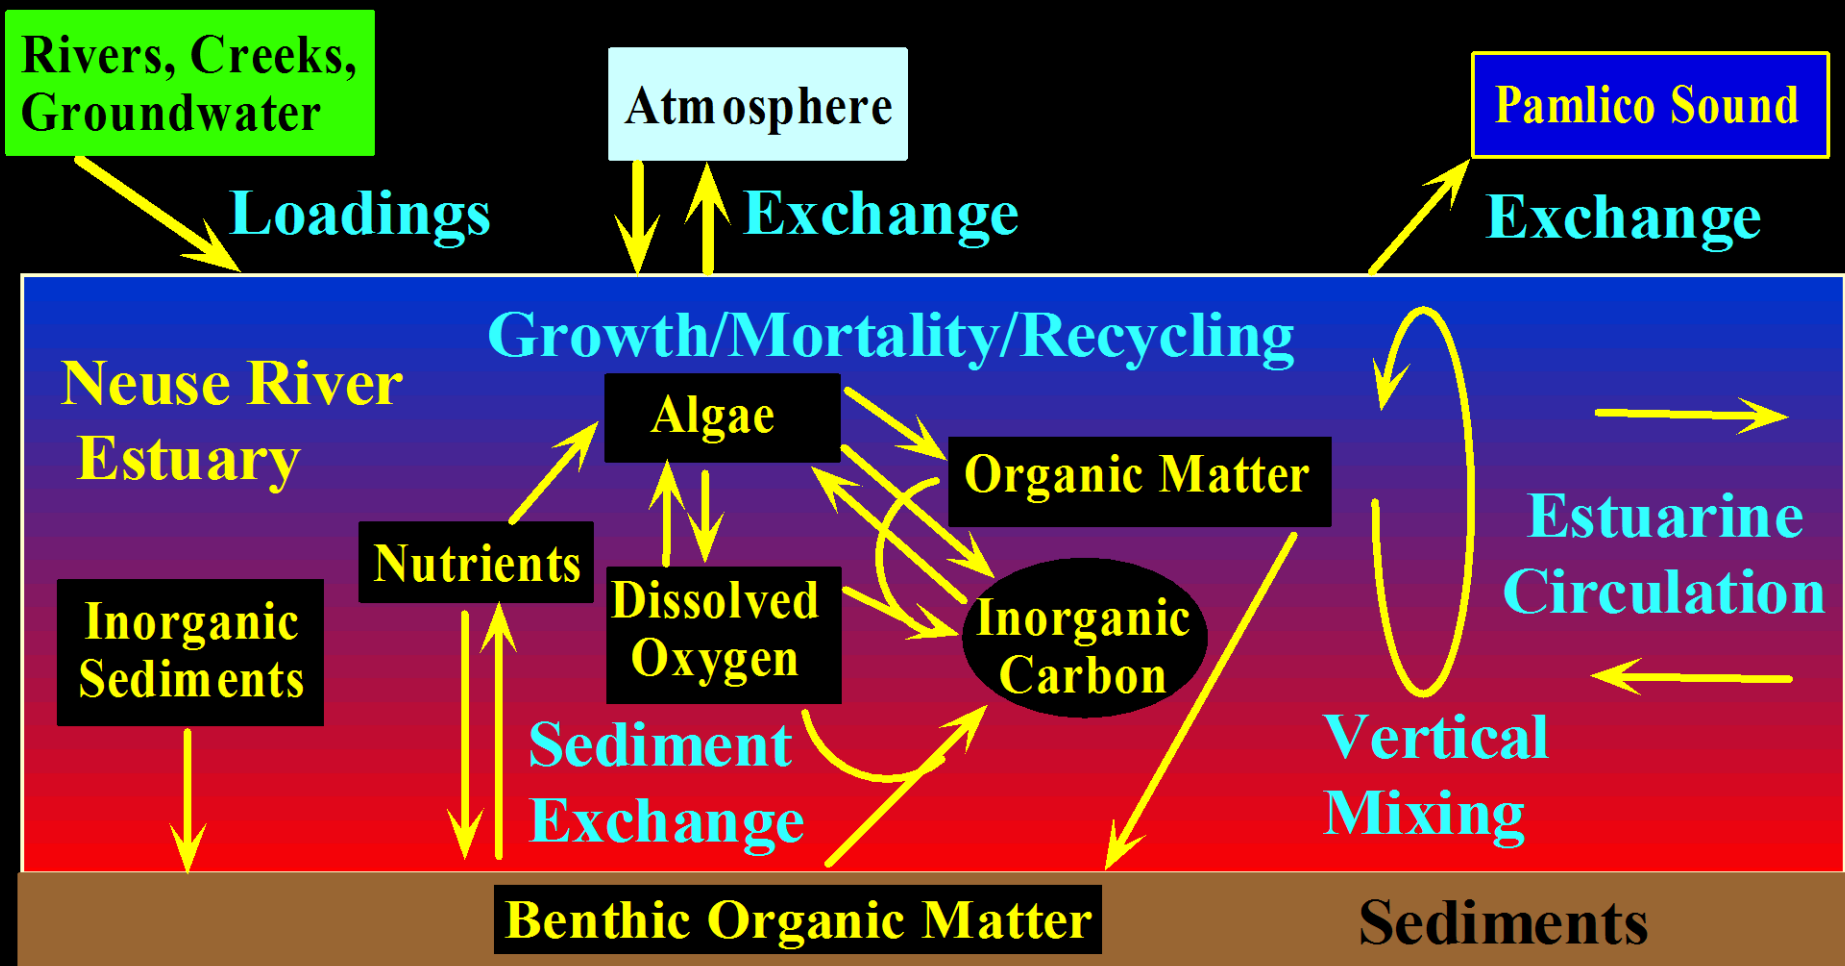 Rivers, Creeks,
Groundwater
Atmosphere
Pamlico Sound
Loadings
Exchange
Exchange
Growth/Mortality/Recycling
Neuse River
Estuary
Algae
Organic Matter
Nutrients
Dissolved
Oxygen
Inorganic
Sediments
Inorganic
Carbon
Estuarine
Circulation
Sediment
Exchange
Vertical
Mixing
Benthic Organic Matter
Sediments